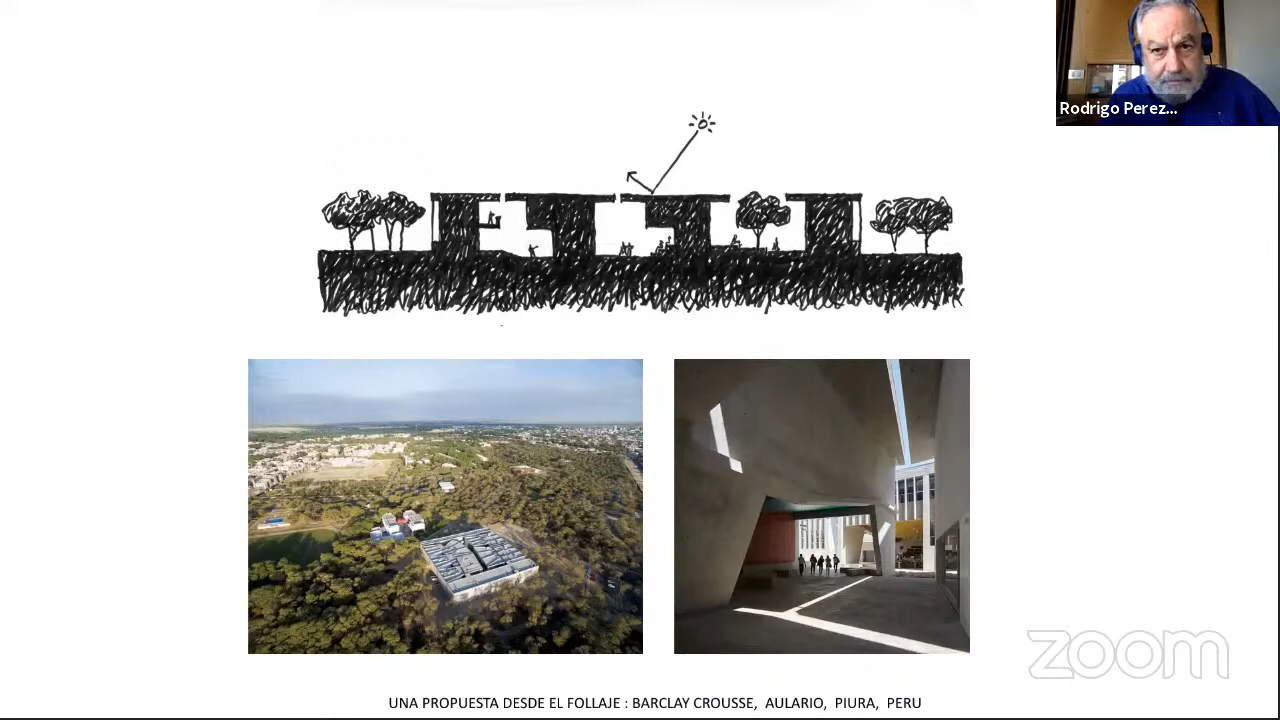 Rodrigo Perez...
zoom
UNA PROPUESTA DESDE EL FOLLAJE : BARCLAY CROUSSE, AULARIO, PIURA, PERU